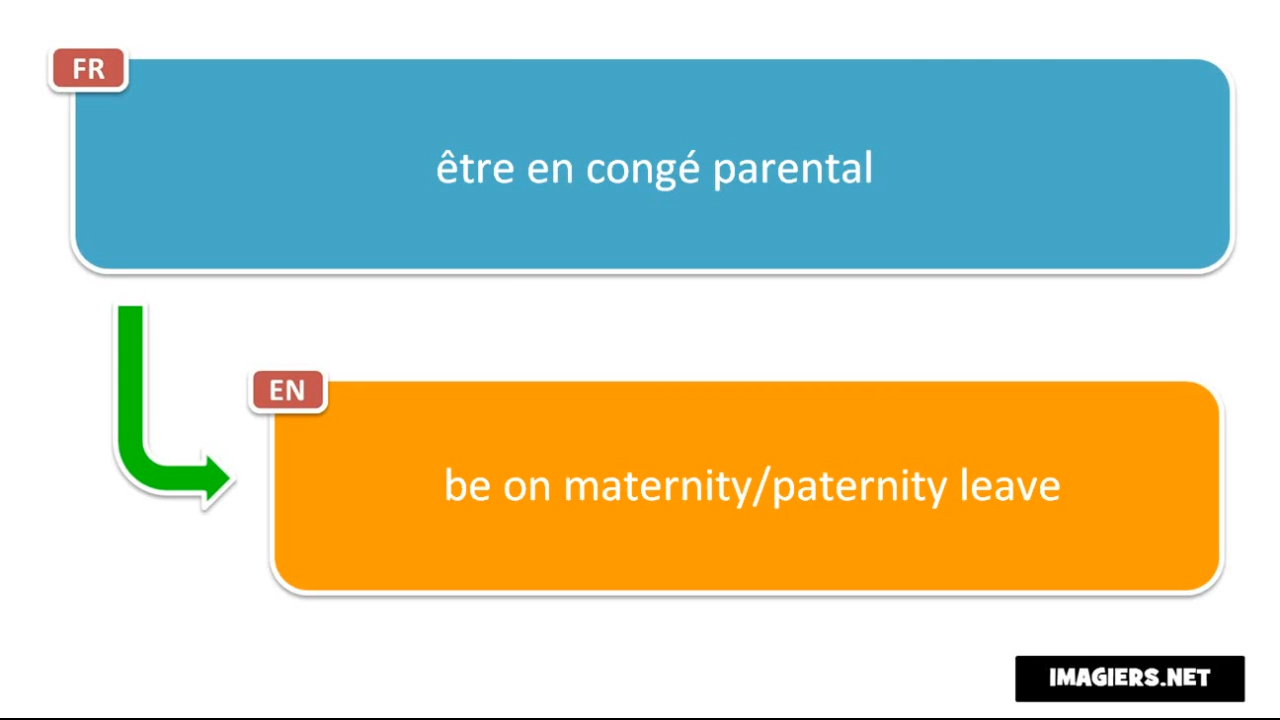 FR
être en congé parental
EN
be on maternity/paternity leave
IMAGIERS.NET